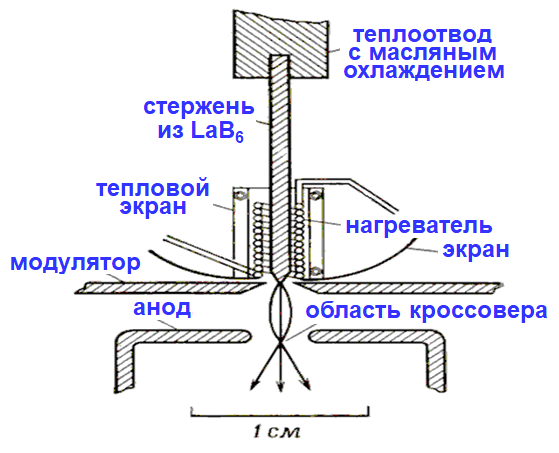 теплоотвод
с масляным
охлаждением
стержень
из LaB₆
тепловой
экран
нагреватель
экран
модулятор
анод
область кроссовера
1 см